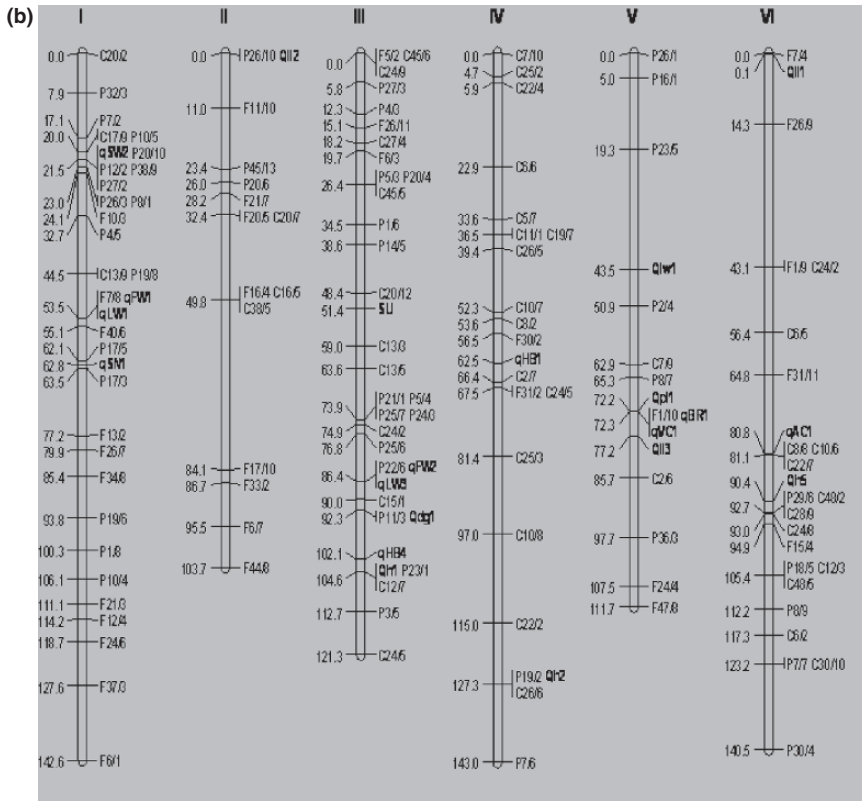 (b)
I II III IV V VI
0.0 C20/2
7.9 P32/3
17.1 P7/2
20.0 C17/9 P10/5
qSW2 P20/10
21.5 P12/2 P38/9
P27/2
23.0 P26/3 P8/1
24.1 F10/3
32.7 P4/5
44.5 C13/9 P19/8
53.5 F7/8 qFW1
qLW1
55.1 F40/6
62.1 P17/5
62.8 qSN1
63.5 P17/3
77.2 F13/2
79.9 F26/7
85.4 F34/8
93.8 P19/6
100.3 P1/8
106.1 P10/4
111.1 F21/3
114.2 F12/4
118.7 F24/6
127.6 F37/3
142.6 F6/1
0.0 P26/10 Qll2
11.0 F11/10
23.4 P45/13
26.0 P20/6
28.2 F21/7
32.4 F20/5 C20/7
49.8 F16/4 C16/5
C38/5
84.1 F17/10
86.7 F33/2
95.5 F6/7
103.7 F44/8
0.0 F5/2 C45/6
C24/9
5.8 P27/3
12.3 P4/3
15.1 F26/11
18.2 C27/4
19.7 F6/3
26.4 P5/3 P20/4
C45/5
34.5 P1/6
38.6 P14/5
48.4 C20/12
51.4 SLI
59.0 C13/3
63.6 C13/5
73.9 P21/1 P5/4
P25/7 P24/3
74.9 C24/2
76.8 P25/6
86.4 P22/6 qFW2
qLW3
90.0 C15/1
92.3 P11/3 Qdg1
102.1 qHB4
104.6 Qlr1 P23/1
C12/7
112.7 P3/5
121.3 C24/5
0.0 C7/10
4.7 C25/2
5.9 C22/4
22.9 C6/6
33.6 C5/7
36.5 C11/1 C19/7
39.4 C26/5
52.3 C10/7
53.6 C8/2
56.5 F30/2
62.5 qHB1
66.4 C2/7
67.5 F31/2 C24/5
81.4 C25/3
97.0 C10/8
115.0 C22/2
127.3 P19/2 Qlr2
C26/6
143.0 P7/6
0.0 P26/1
5.0 P16/1
19.3 P23/5
43.5 Qlw1
50.9 P2/4
62.9 C7/9
65.3 P8/7
72.2 Qpl1
72.3 F1/10 qBR1
qMC1
77.2 Qll3
85.7 C2/6
97.7 P36/3
107.5 F24/4
111.7 F47/8
0.0 F7/4
0.1 Qll1
14.3 F26/9
43.1 F1/9 C24/2
56.4 C6/5
64.8 F31/11
80.8 qAC1
81.1 C8/6 C10/6
C22/7
90.4 Qlr5
92.7 P29/6 C48/2
C28/9
93.0 C24/8
94.9 F15/4
105.4 P18/5 C12/3
C48/5
112.2 P8/9
117.3 C6/2
123.2 P7/7 C30/10
140.5 P30/4